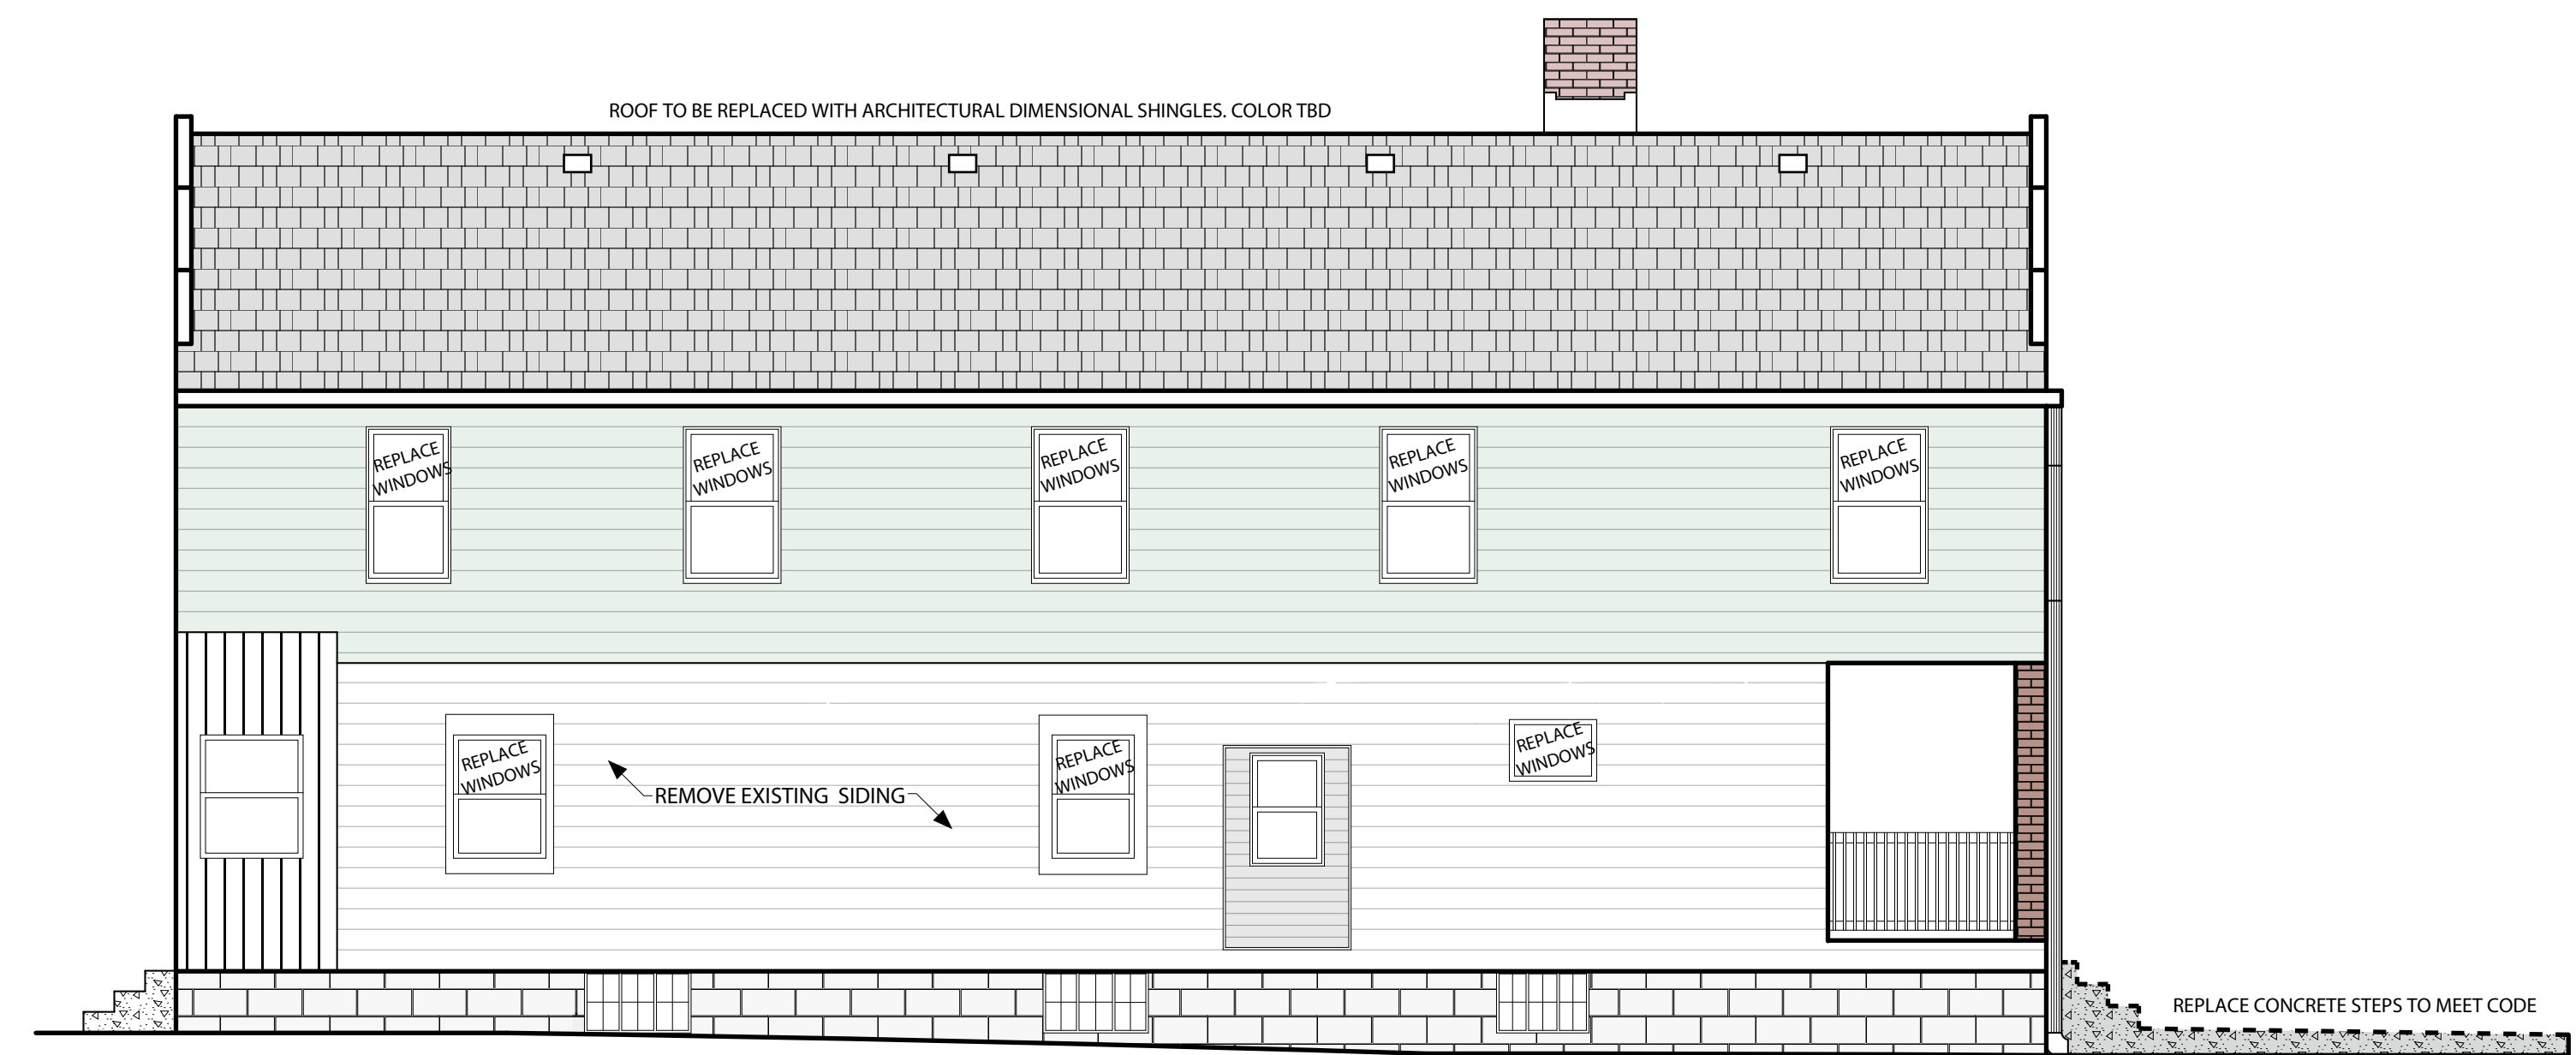 ROOF TO BE REPLACED WITH ARCHITECTURAL DIMENSIONAL SHINGLES. COLOR TBD
REPLACE
WINDOWS
REPLACE
WINDOWS
REPLACE
WINDOWS
REPLACE
WINDOWS
REPLACE
WINDOWS
REPLACE
WINDOWS
REPLACE
WINDOWS
REPLACE
WINDOWS
REMOVE EXISTING  SIDING
REPLACE CONCRETE STEPS TO MEET CODE